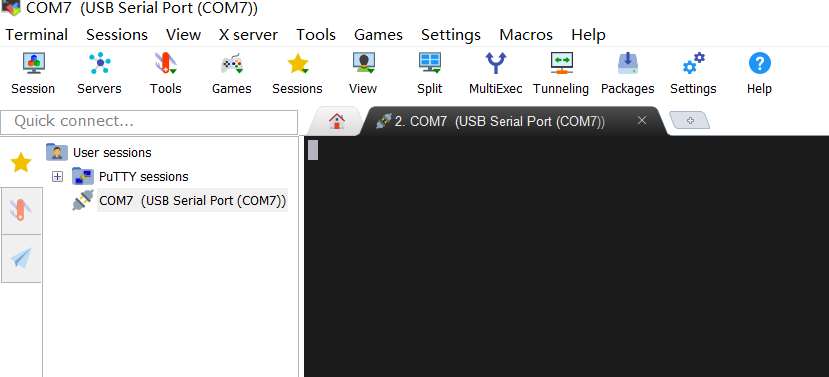 COM7 (USB Serial Port (COM7))
Terminal Sessions View X server Tools Games Settings Macros Help
Session Servers Tools Games Sessions View Split MultiExec Tunneling Packages Settings Help
Quick connect...
2. COM7 (USB Serial Port (COM7))
User sessions
PuTTY sessions
COM7 (USB Serial Port (COM7))